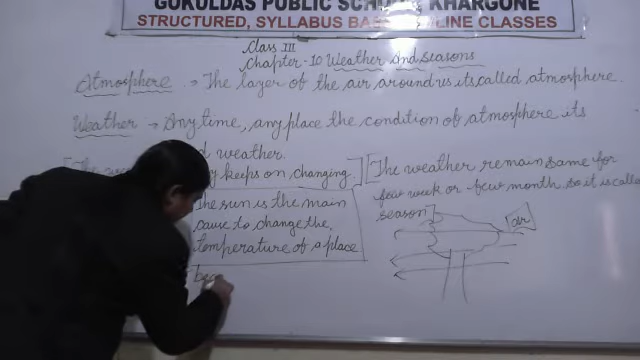 GOKULDAS PUBLIC SCHOOL KHARGONE
STRUCTURED, SYLLABUS BASED
LINE CLASSES
Class III
Chapter-10 Weather And seasons
Atmosphere → The layer of the air around us its called atmosphere.
Weather → Any time, any place the condition of atmosphere its
weather.
keeps on changing.
The sun is the main
cause to change the
temperature of a place
[The weather remain same for
few week or few month. So it is called
season]
air